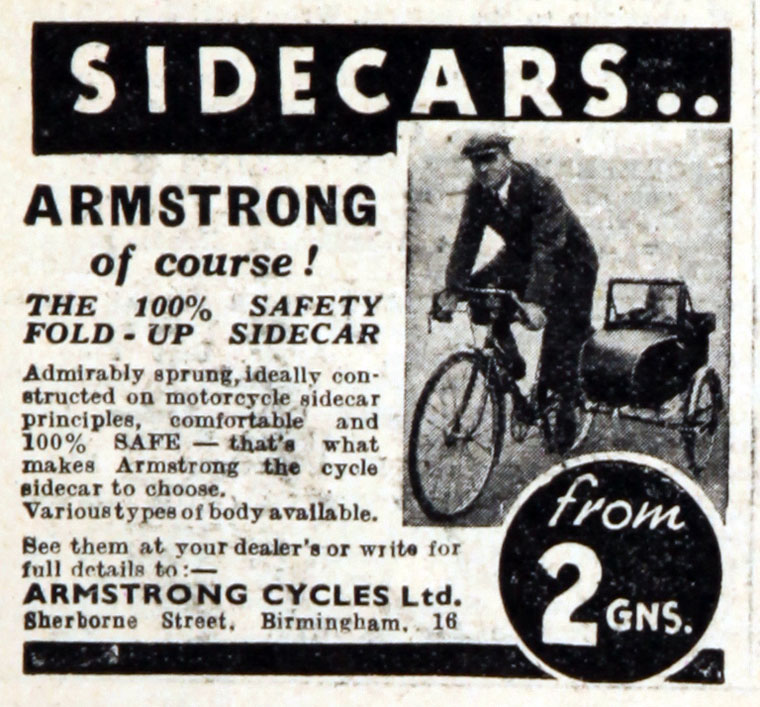 SIDECARS..
ARMSTRONG
of course!
THE 100% SAFETY
FOLD-UP SIDECAR
Admirably sprung, ideally con-
structed on motorcycle sidecar
principles, comfortable and
100% SAFE — that's what
makes Armstrong the cycle
sidecar to choose.
Various types of body available.
See them at your dealer's or write for
full details to:—
ARMSTRONG CYCLES Ltd.
Sherborne Street, Birmingham, 16
from
2 GNS.